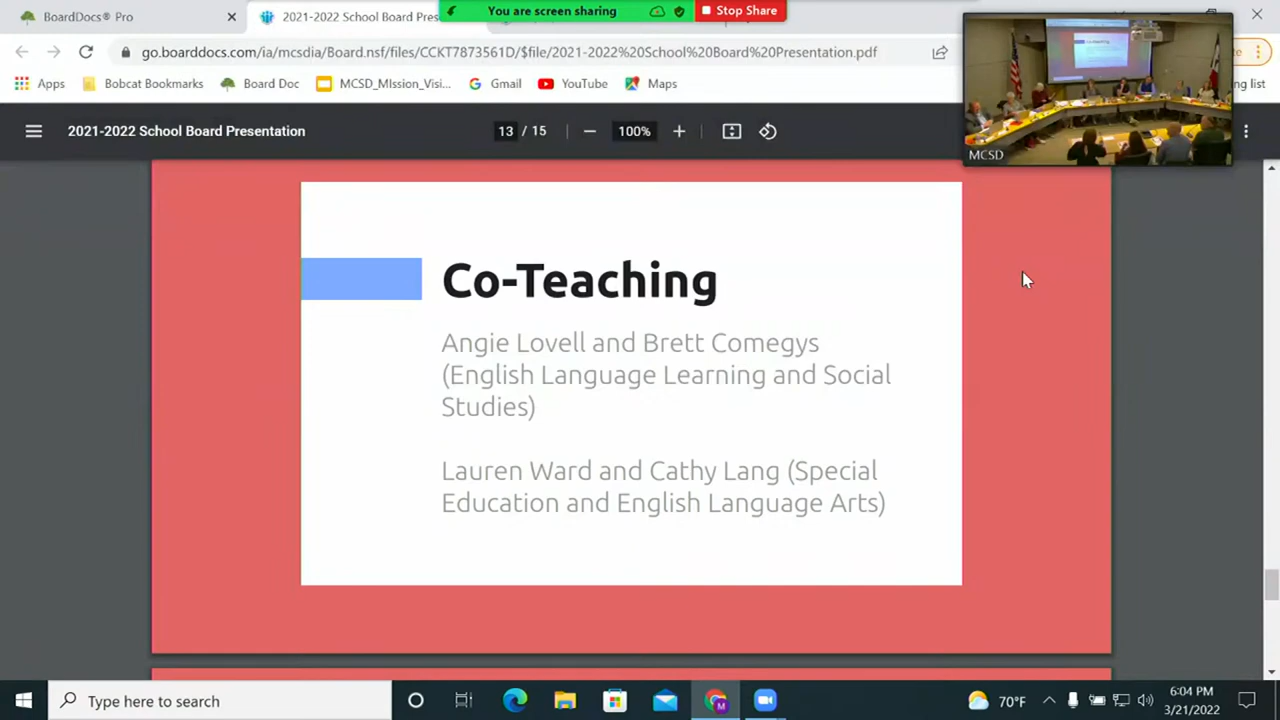 BoardDocs® Pro
2021-2022 School Board Prese
You are screen sharing
Stop Share
go.boarddocs.com/ia/mcsdia/Board.nsf/files/CCKT7873561D/$file/2021-2022%20School%20Board%20Presentation.pdf
Apps
Bobcat Bookmarks
Board Doc
MCSD_MIssion_Visi...
Gmail
YouTube
Maps
2021-2022 School Board Presentation
13 / 15
100%
MCSD
Co-Teaching
Angie Lovell and Brett Comegys
(English Language Learning and Social
Studies)
Lauren Ward and Cathy Lang (Special
Education and English Language Arts)
Type here to search
70°F
6:04 PM
3/21/2022